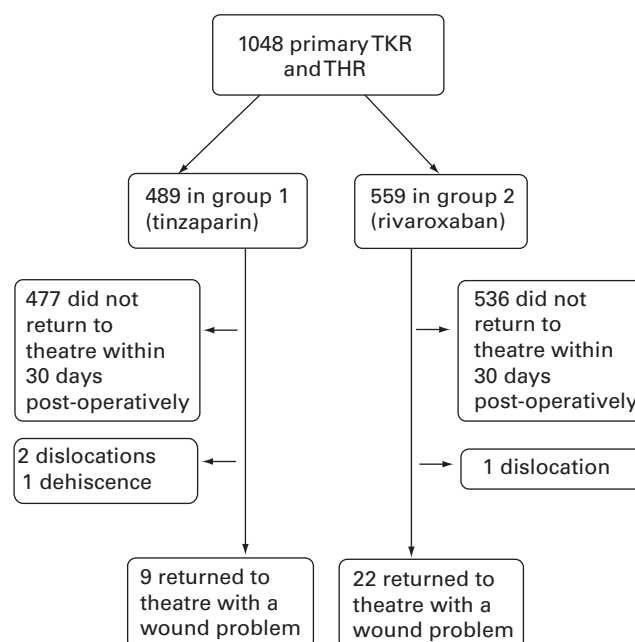 1048 primary TKR
and THR
489 in group 1
(tinzaparin)
559 in group 2
(rivaroxaban)
477 did not
return to
theatre within
30 days
post-operatively
536 did not
return to
theatre within
30 days
post-operatively
2 dislocations
1 dehiscence
1 dislocation
9 returned to
theatre with a
wound problem
22 returned to
theatre with a
wound problem